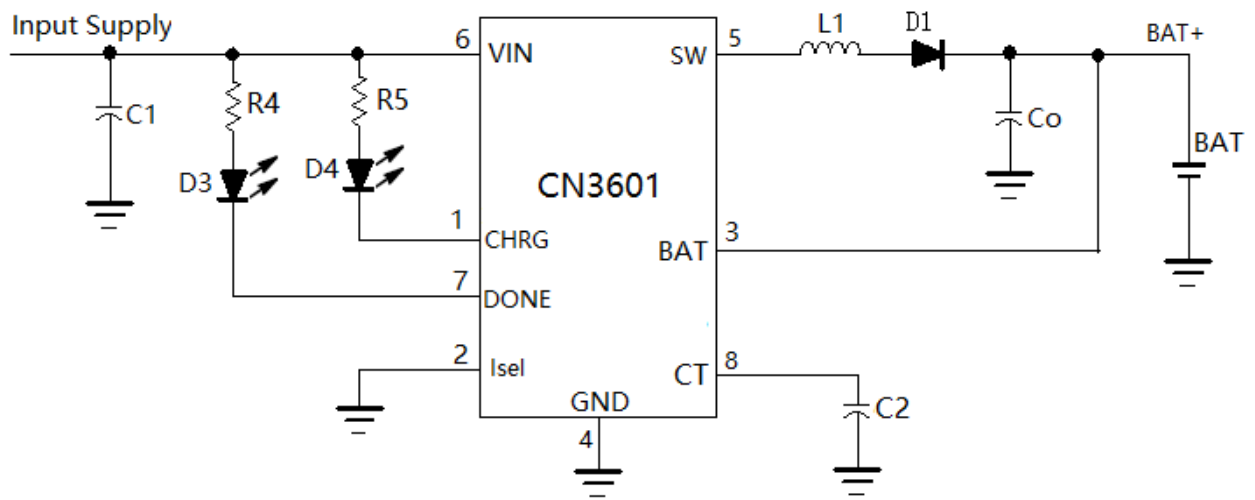 Input Supply
L1
D1
BAT+
6
VIN
SW
5
C1
R4
R5
Co
BAT
D3
D4
CN3601
1
CHRG
BAT
3
7
DONE
2
Isel
CT
8
GND
C2
4